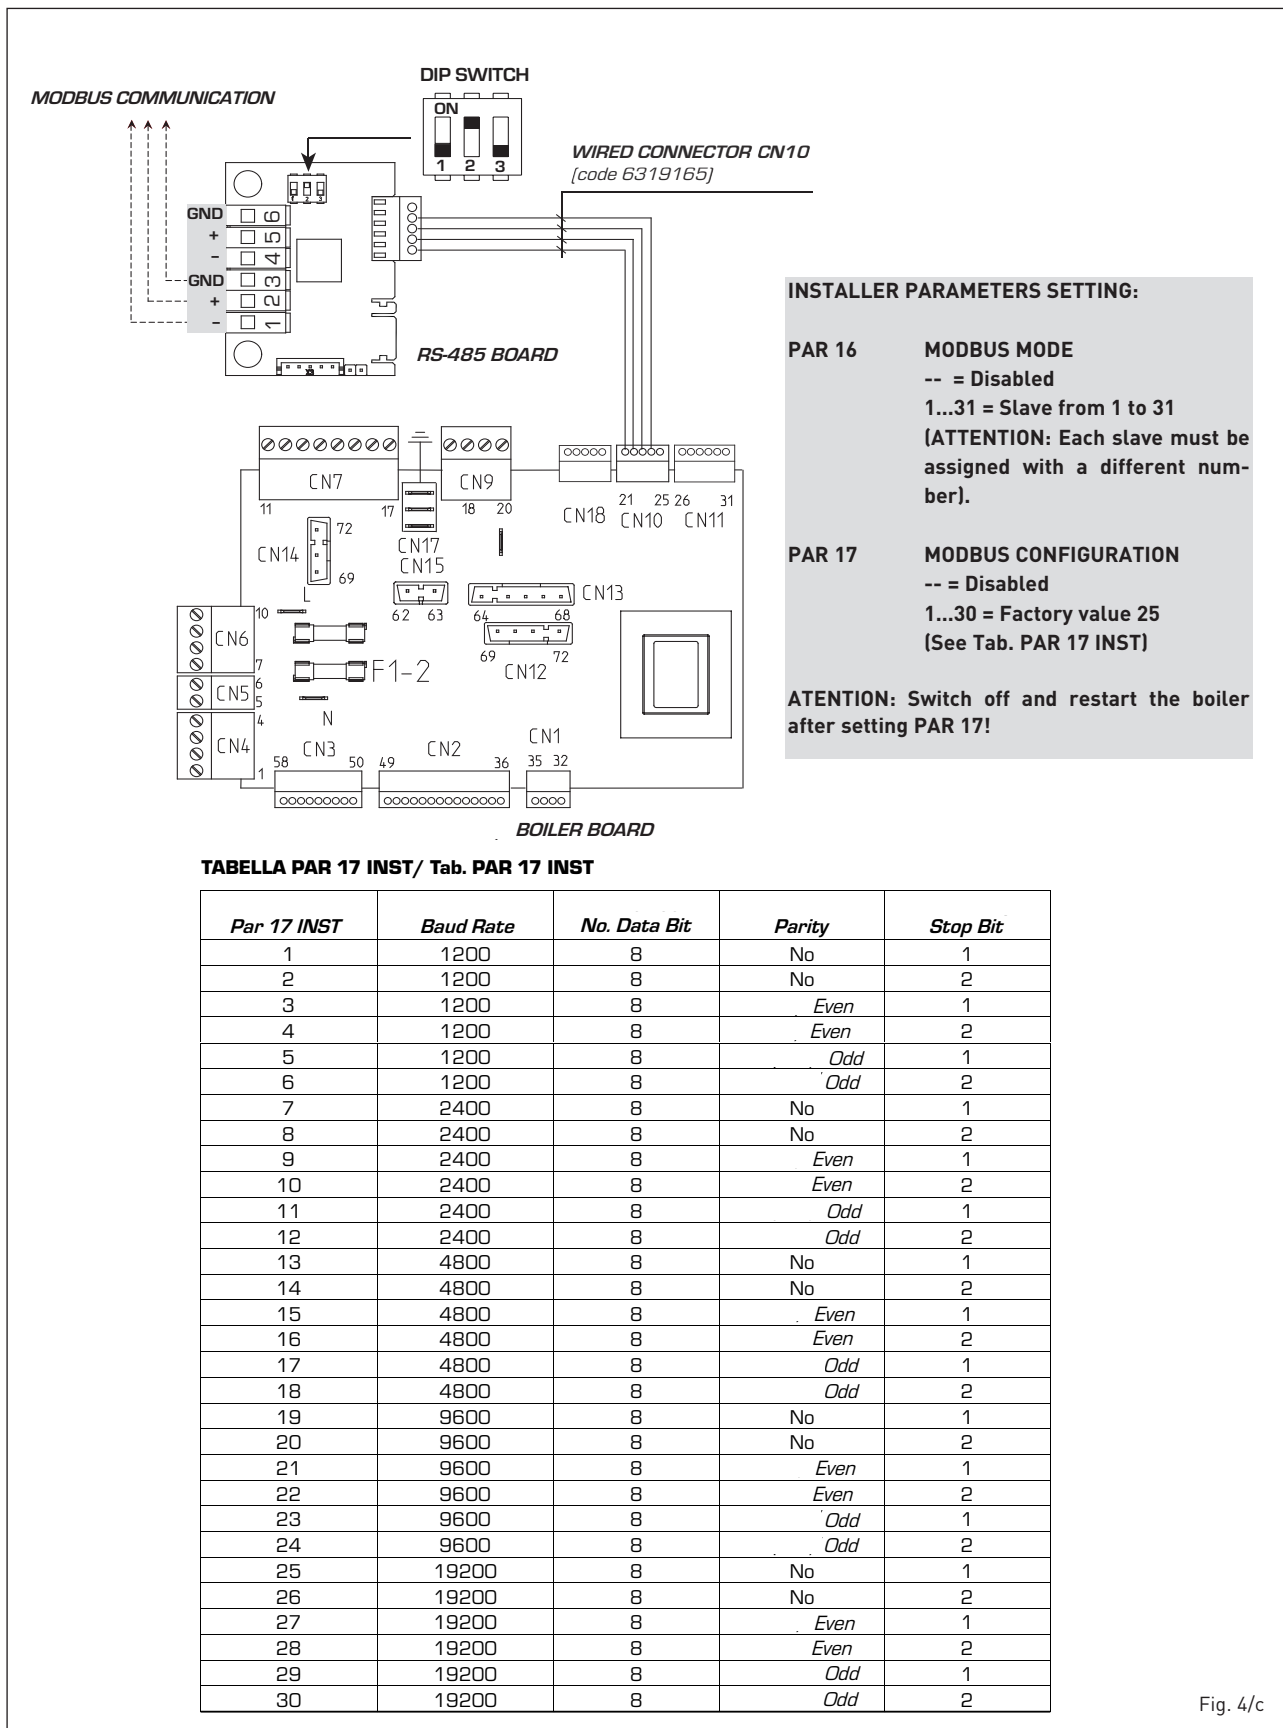 DIP SWITCH
MODBUS COMMUNICATION
ON
1 2 3
WIRED CONNECTOR CN10
(code 6319165)
1 2 3
GND 6
+ 5
- 4
GND 3
+ 2
- 1
RS-485 BOARD
INSTALLER PARAMETERS SETTING:
PAR 16 MODBUS MODE
-- = Disabled
1...31 = Slave from 1 to 31
(ATTENTION: Each slave must be
assigned with a different num-
ber).
PAR 17 MODBUS CONFIGURATION
-- = Disabled
1...30 = Factory value 25
(See Tab. PAR 17 INST)
ATENTION: Switch off and restart the boiler
after setting PAR 17!
CN7 CN9
11 17 18 20 21 25 26 31
CN18 CN10 CN11
CN17
CN14 72
69
CN15
62 63
CN13
64 68
L
10
CN6
7
69 72
CN12
F1-2
6
CN5
5
N
4
CN4
1
CN3 CN2 CN1
58 50 49 36 35 32
BOILER BOARD
TABELLA PAR 17 INST/ Tab. PAR 17 INST
Par 17 INST Baud Rate No. Data Bit Parity Stop Bit
1 1200 8 No 1
2 1200 8 No 2
3 1200 8 Even 1
4 1200 8 Even 2
5 1200 8 Odd 1
6 1200 8 Odd 2
7 2400 8 No 1
8 2400 8 No 2
9 2400 8 Even 1
10 2400 8 Even 2
11 2400 8 Odd 1
12 2400 8 Odd 2
13 4800 8 No 1
14 4800 8 No 2
15 4800 8 Even 1
16 4800 8 Even 2
17 4800 8 Odd 1
18 4800 8 Odd 2
19 9600 8 No 1
20 9600 8 No 2
21 9600 8 Even 1
22 9600 8 Even 2
23 9600 8 Odd 1
24 9600 8 Odd 2
25 19200 8 No 1
26 19200 8 No 2
27 19200 8 Even 1
28 19200 8 Even 2
29 19200 8 Odd 1
30 19200 8 Odd 2
Fig. 4/c